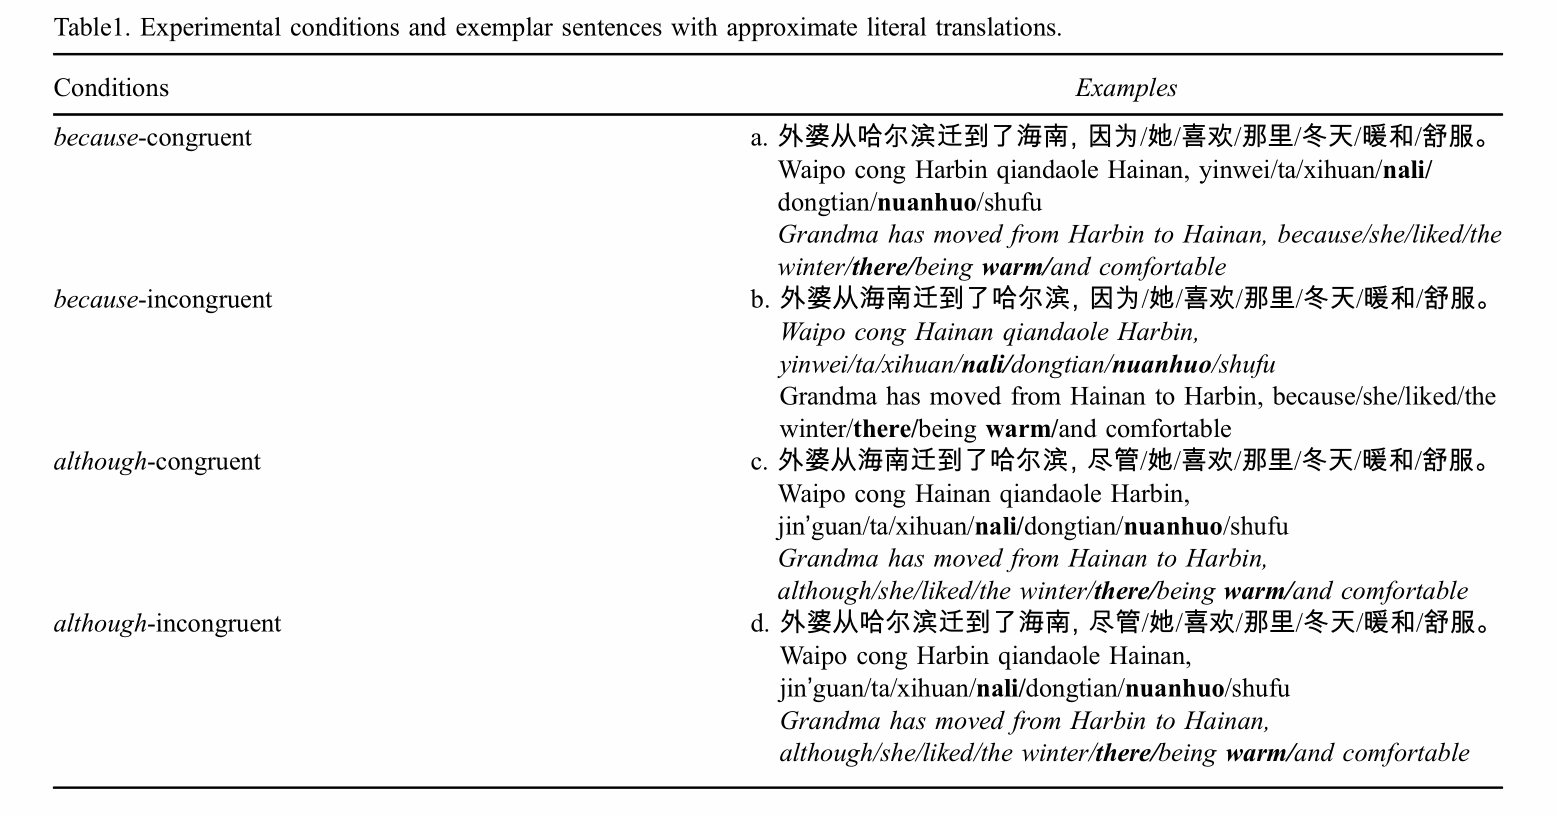 Table1. Experimental conditions and exemplar sentences with approximate literal translations.
Conditions Examples
because-congruent a. 外婆从哈尔滨迁到了海南，因为/她/喜欢/那里/冬天/暖和/舒服。
Waipo cong Harbin qiandaole Hainan, yinwei/ta/xihuan/nali/
dongtian/nuanhuo/shufu
Grandma has moved from Harbin to Hainan, because/she/liked/the
winter/there/being warm/and comfortable
because-incongruent b. 外婆从海南迁到了哈尔滨，因为/她/喜欢/那里/冬天/暖和/舒服。
Waipo cong Hainan qiandaole Harbin,
yinwei/ta/xihuan/nali/dongtian/nuanhuo/shufu
Grandma has moved from Hainan to Harbin, because/she/liked/the
winter/there/being warm/and comfortable
although-congruent c. 外婆从海南迁到了哈尔滨，尽管/她/喜欢/那里/冬天/暖和/舒服。
Waipo cong Hainan qiandaole Harbin,
jin’guan/ta/xihuan/nali/dongtian/nuanhuo/shufu
Grandma has moved from Hainan to Harbin,
although/she/liked/the winter/there/being warm/and comfortable
although-incongruent d. 外婆从哈尔滨迁到了海南，尽管/她/喜欢/那里/冬天/暖和/舒服。
Waipo cong Harbin qiandaole Hainan,
jin’guan/ta/xihuan/nali/dongtian/nuanhuo/shufu
Grandma has moved from Harbin to Hainan,
although/she/liked/the winter/there/being warm/and comfortable